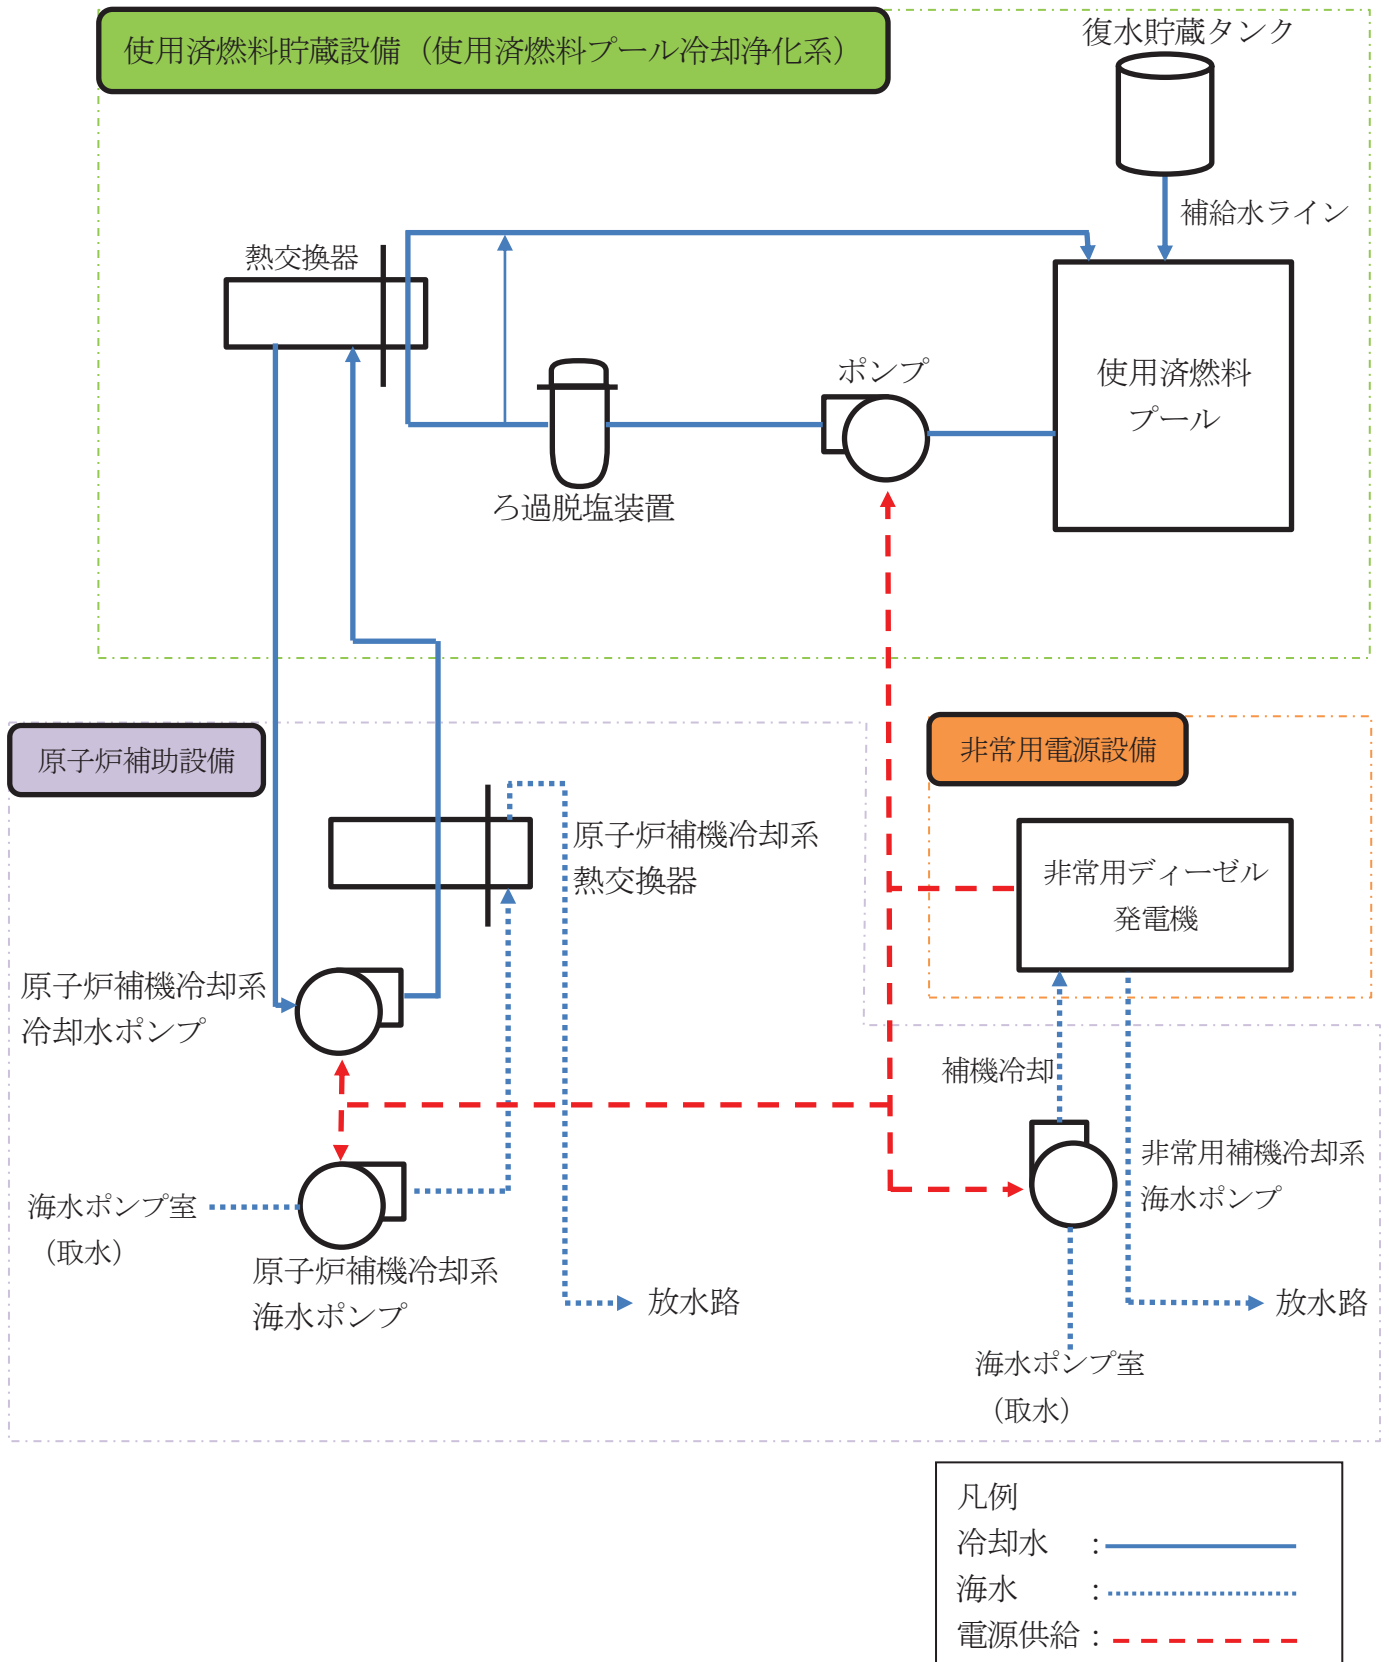 使用済燃料貯蔵設備（使用済燃料プール冷却浄化系）
復水貯蔵タンク
補給水ライン
熱交換器
ポンプ
使用済燃料
プール
ろ過脱塩装置
原子炉補助設備
非常用電源設備
原子炉補機冷却系
熱交換器
非常用ディーゼル
発電機
原子炉補機冷却系
冷却水ポンプ
補機冷却
非常用補機冷却系
海水ポンプ
海水ポンプ室
（取水）
原子炉補機冷却系
海水ポンプ
放水路
放水路
海水ポンプ室
（取水）
凡例
冷却水　：
海水　　：
電源供給：